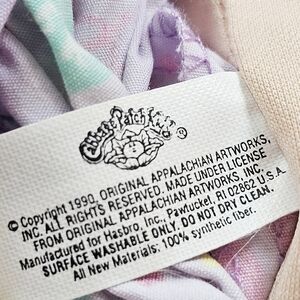 Cabbage Patch Kids ®
© Copyright 1990, ORIGINAL APPALACHIAN ARTWORKS,
INC. ALL RIGHTS RESERVED. MADE UNDER LICENSE
FROM ORIGINAL APPALACHIAN ARTWORKS, INC.
Manufactured for Hasbro, Inc., Pawtucket, RI 02862 U.S.A.
SURFACE WASHABLE ONLY. DO NOT DRY CLEAN.
All New Materials: 100% synthetic fiber.